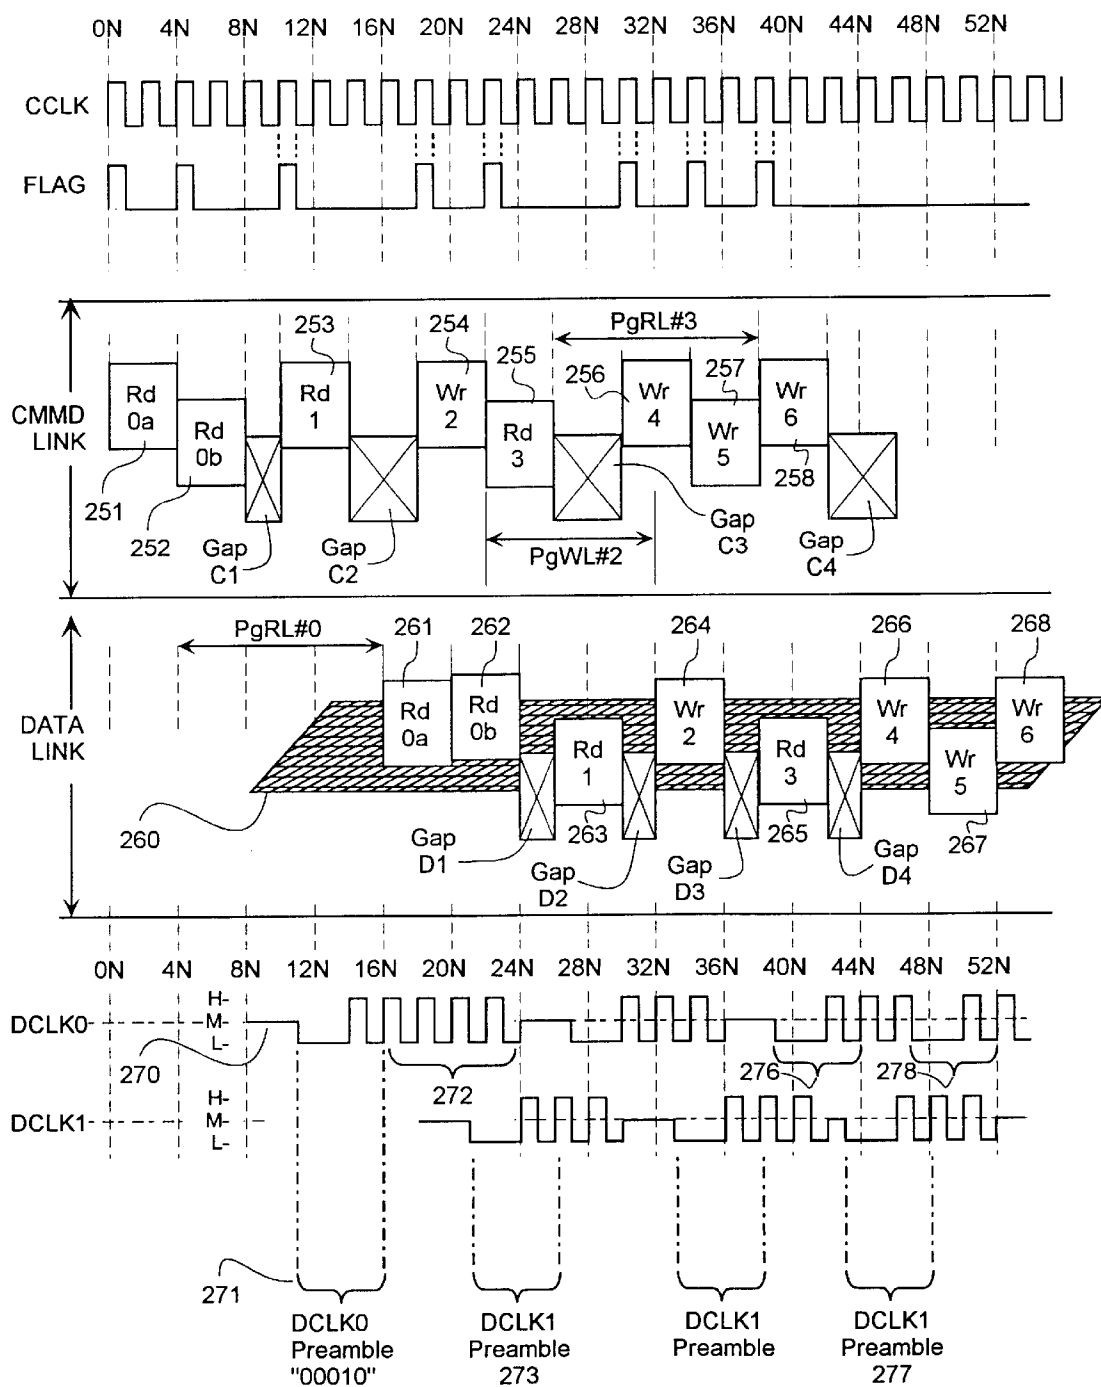 0N 4N 8N 12N 16N 20N 24N 28N 32N 36N 40N 44N 48N 52N
CCLK
FLAG
PgRL#3
253
254
255
256
257
Rd
0a
Rd
0b
Rd
1
Wr
2
Rd
3
Wr
4
Wr
5
Wr
6
CMMD
LINK
251
252
258
Gap
C1
Gap
C2
PgWL#2
Gap
C3
Gap
C4
PgRL#0
261
262
264
266
268
Rd
0a
Rd
0b
Rd
1
Wr
2
Rd
3
Wr
4
Wr
5
Wr
6
DATA
LINK
260
263
265
267
Gap
D1
Gap
D2
Gap
D3
Gap
D4
0N 4N 8N 12N 16N 20N 24N 28N 32N 36N 40N 44N 48N 52N
DCLK0
H-
M-
L-
270
272
276
278
DCLK1
H-
M-
L-
271
DCLK0
Preamble
"00010"
DCLK1
Preamble
273
DCLK1
Preamble
DCLK1
Preamble
277